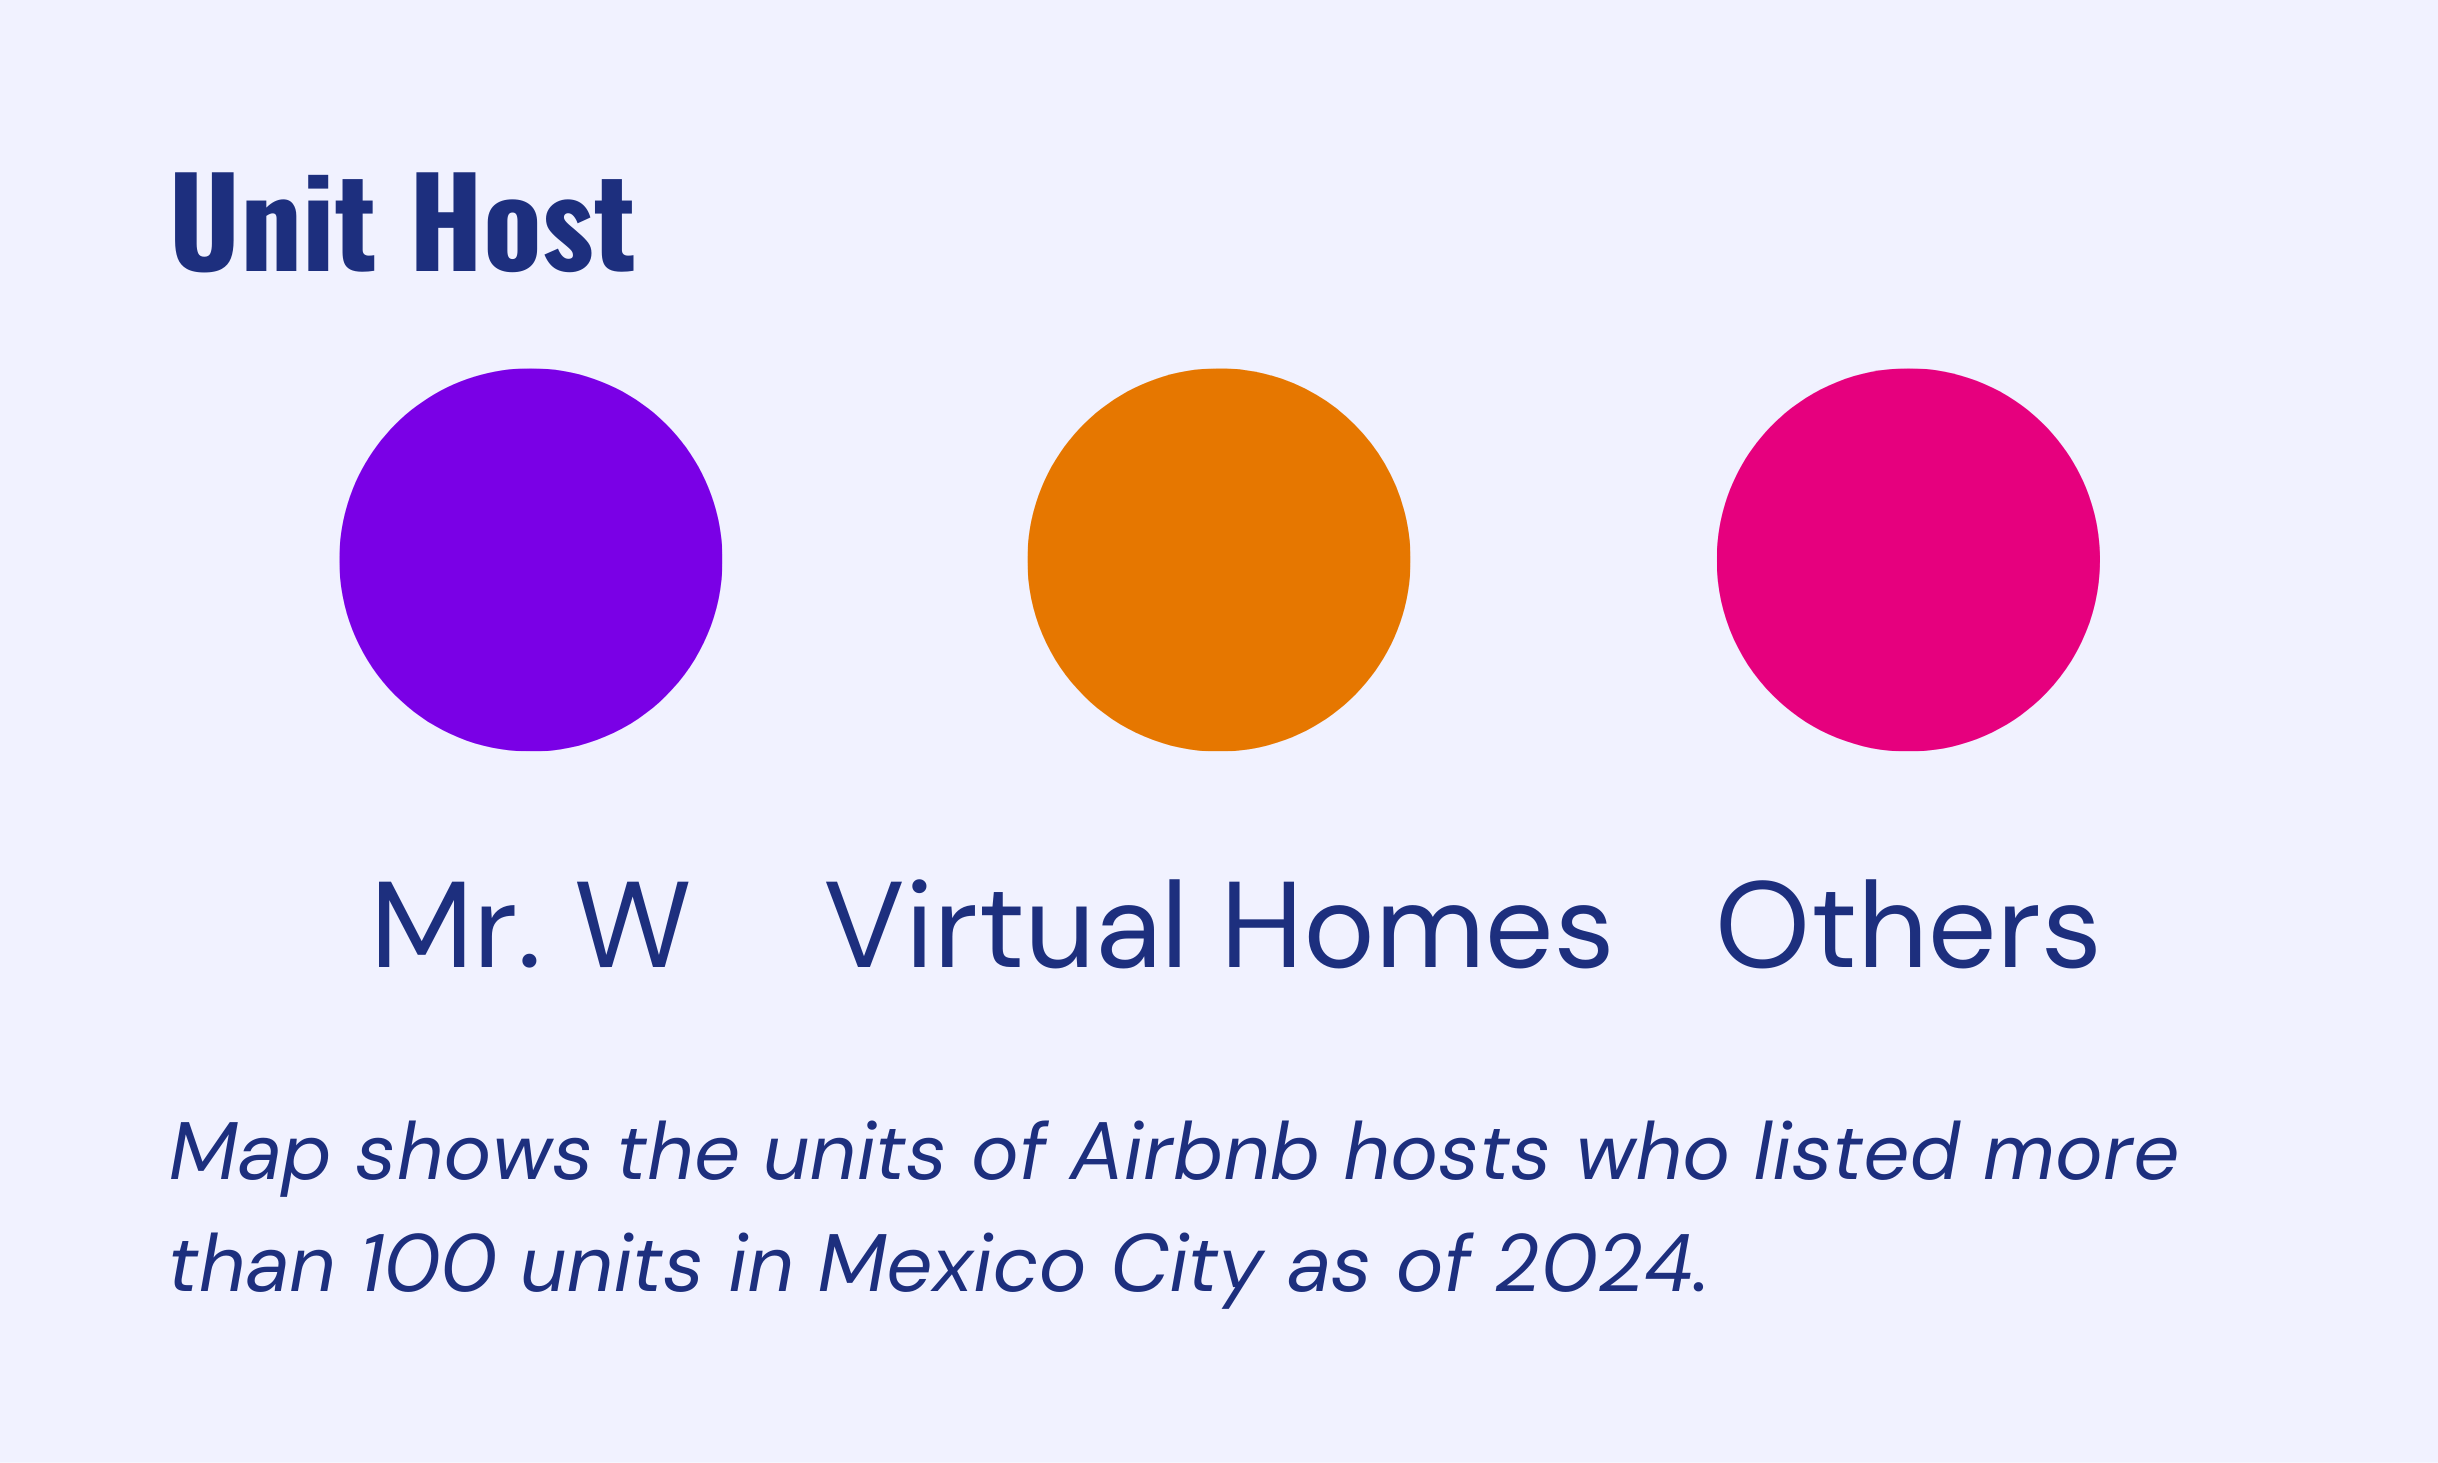 Unit Host
Mr. W Virtual Homes Others
Map shows the units of Airbnb hosts who listed more
than 100 units in Mexico City as of 2024.